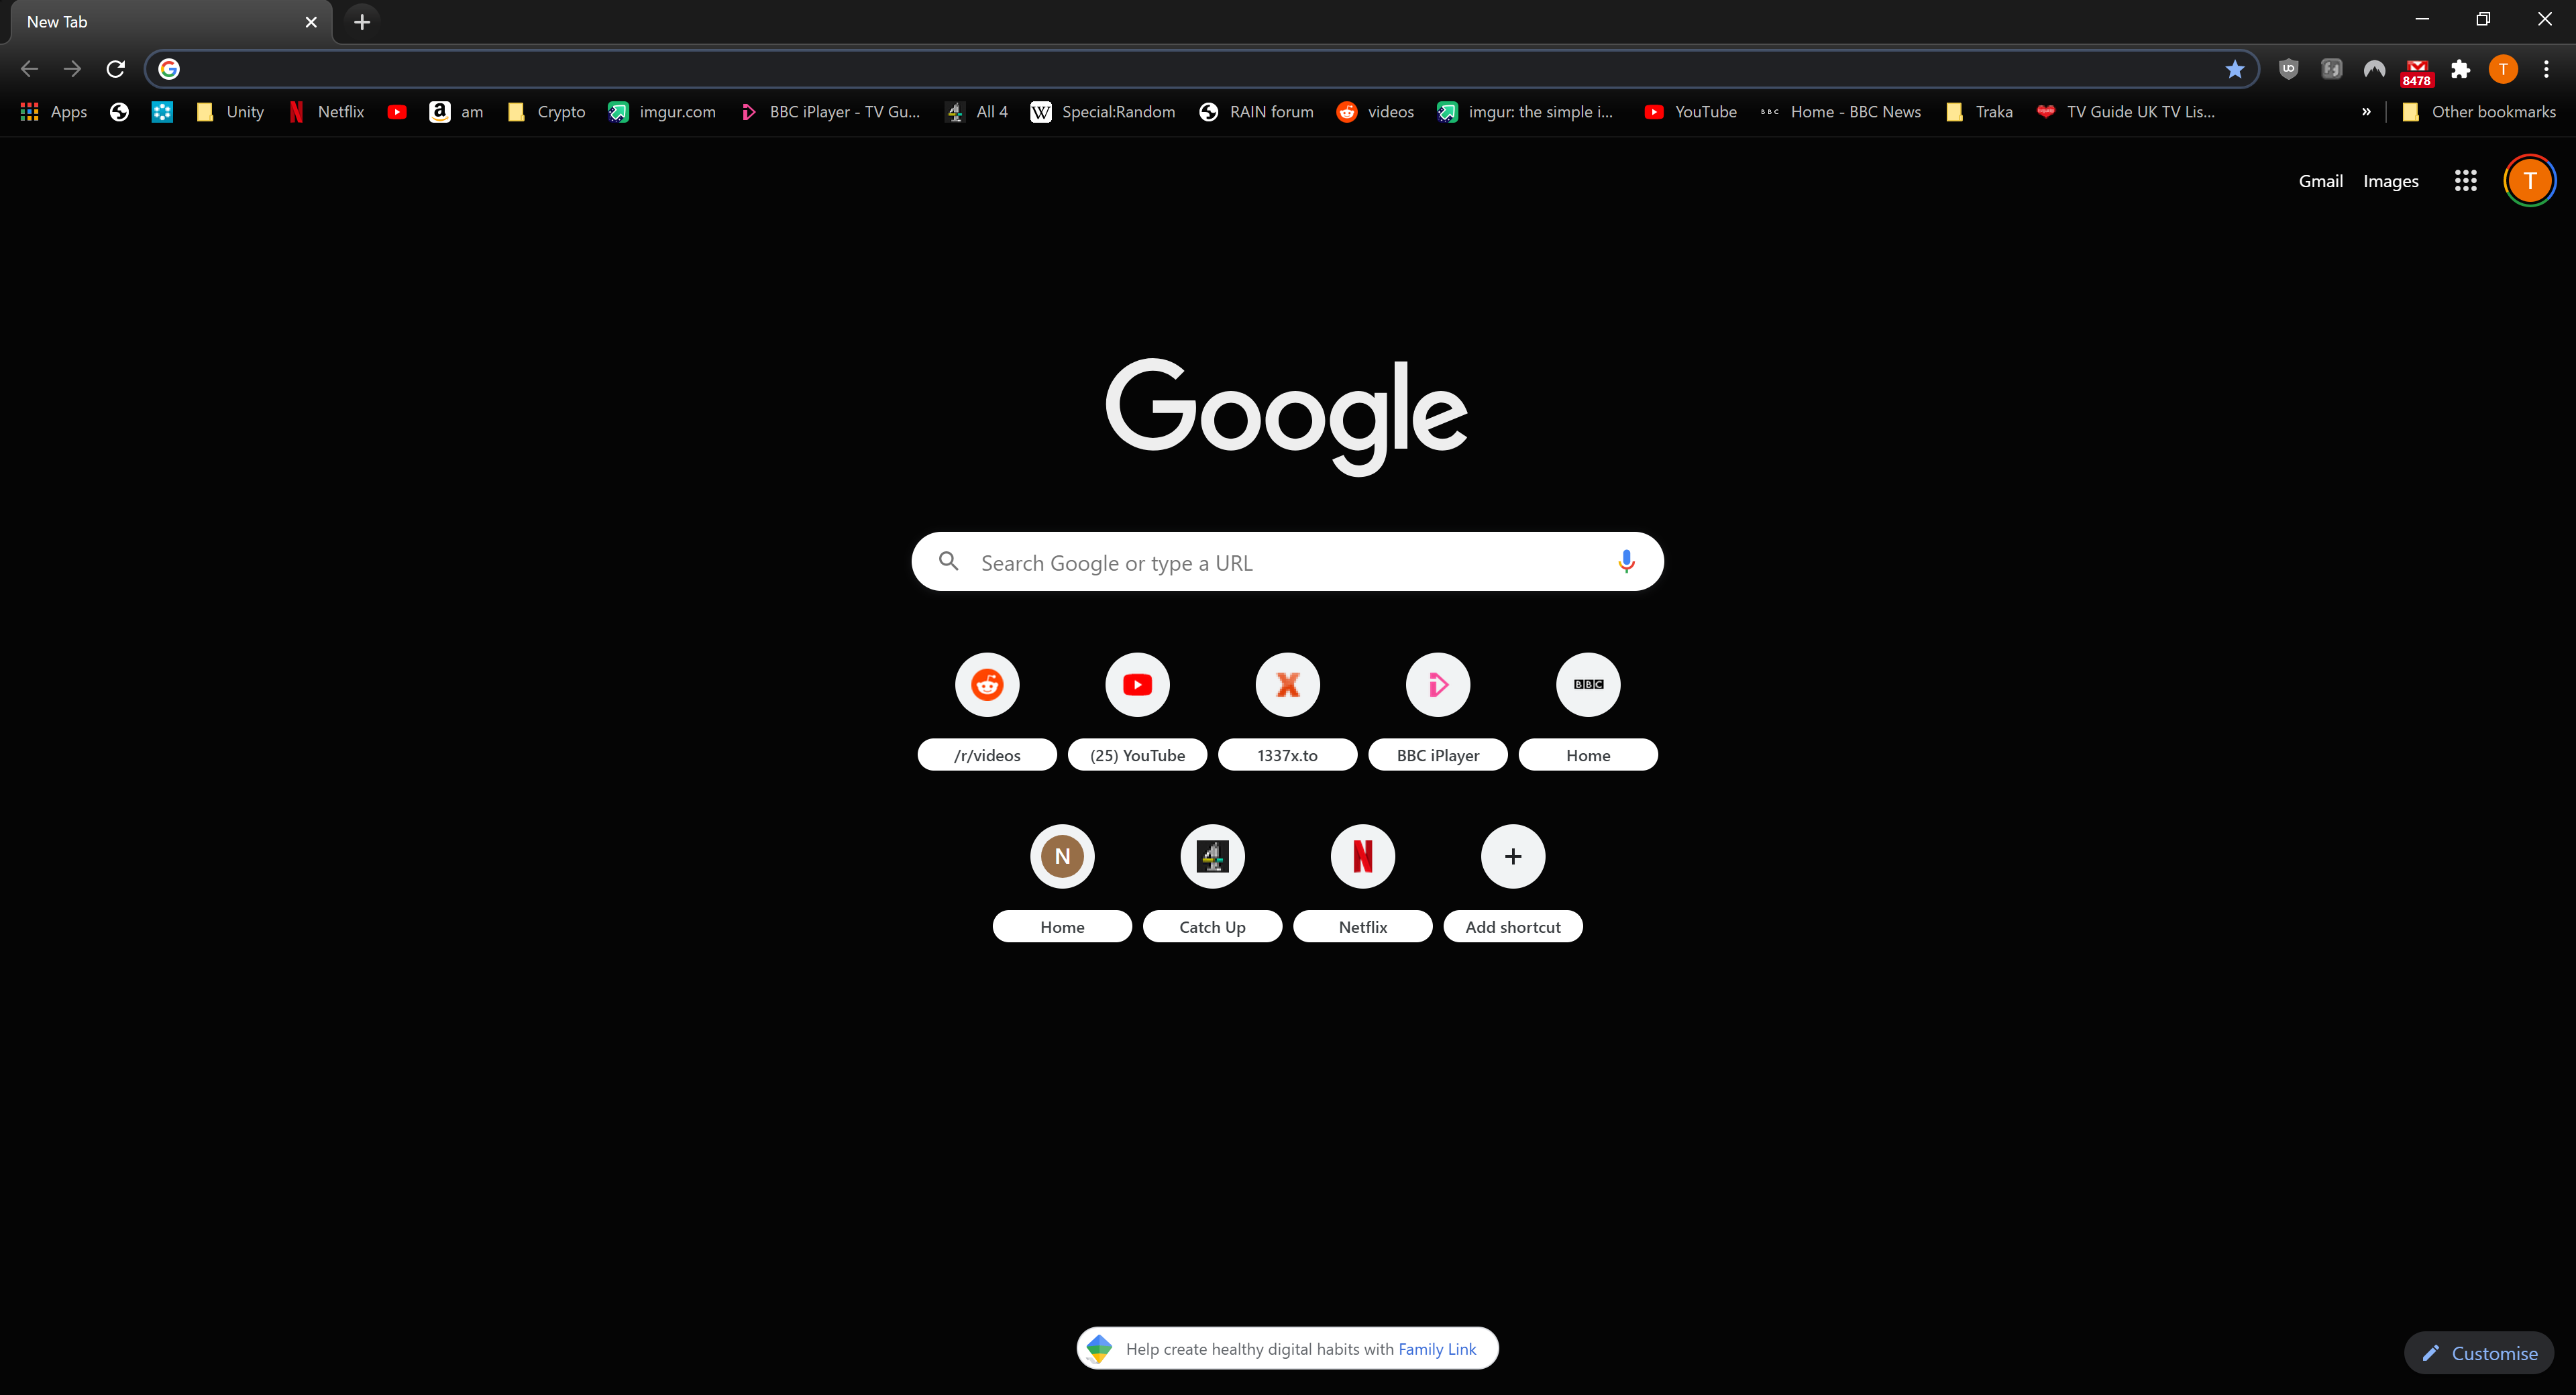 New Tab
8478
T
Apps
Unity
Netflix
am
Crypto
imgur.com
BBC iPlayer - TV Gu...
All 4
Special:Random
RAIN forum
videos
imgur: the simple i...
YouTube
BBC
Home - BBC News
Traka
TV Guide UK TV Lis...
»
Other bookmarks
Gmail
Images
T
Google
Search Google or type a URL
BBC
/r/videos
(25) YouTube
1337x.to
BBC iPlayer
Home
N
4
Home
Catch Up
Netflix
Add shortcut
Help create healthy digital habits with Family Link
Customise